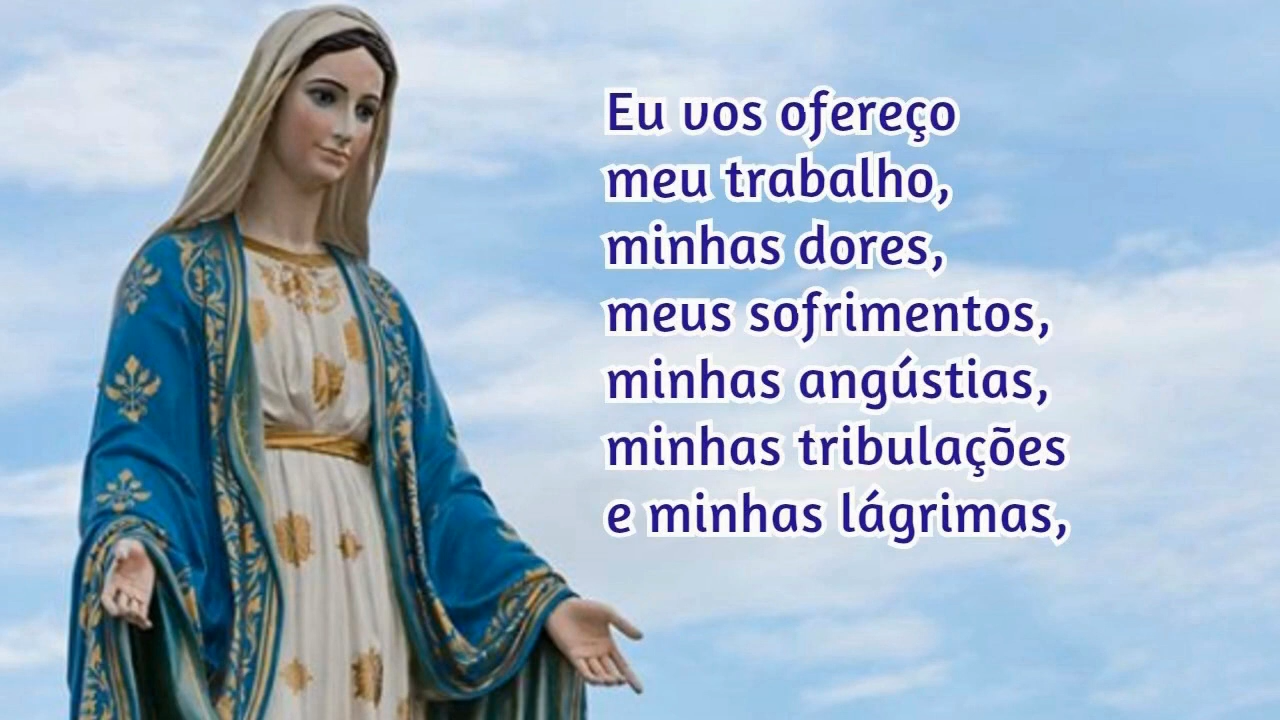 Eu vos ofereço
meu trabalho,
minhas dores,
meus sofrimentos,
minhas angústias,
minhas tribulações
e minhas lágrimas,